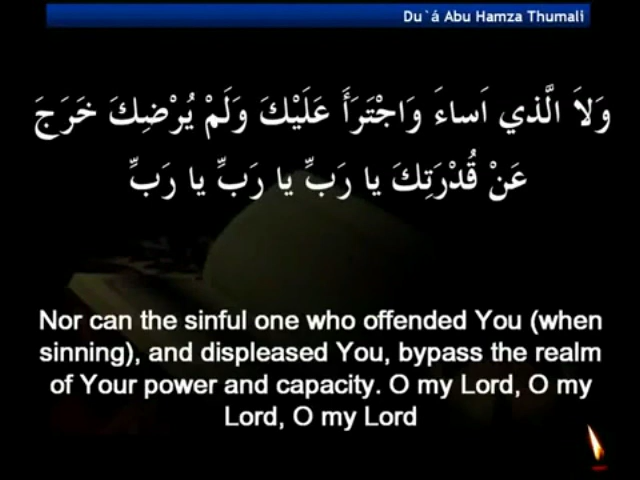 Du`á Abu Hamza Thumali
وَلاَ الَّذي اَساءَ وَاجْتَرَأَ عَلَيْكَ وَلَمْ يُرْضِكَ خَرَجَ
عَنْ قُدْرَتِكَ يا رَبِّ يا رَبِّ يا رَبِّ
Nor can the sinful one who offended You (when
sinning), and displeased You, bypass the realm
of Your power and capacity. O my Lord, O my
Lord, O my Lord